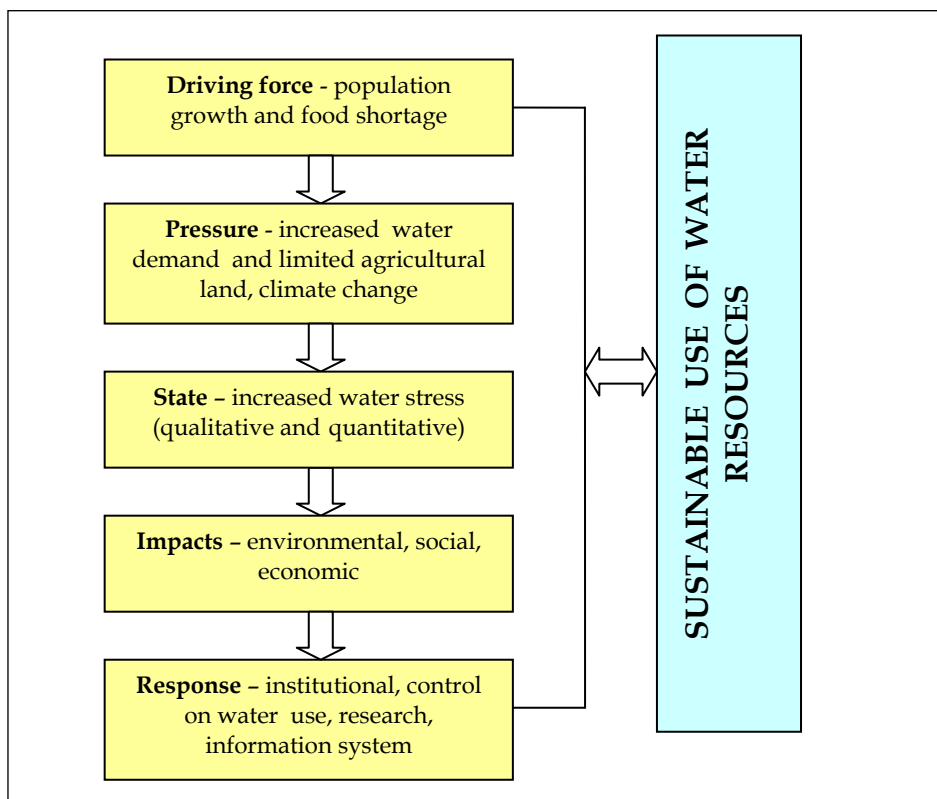 Driving force - population
growth and food shortage
Pressure - increased water
demand and limited agricultural
land, climate change
State – increased water stress
(qualitative and quantitative)
Impacts – environmental, social,
economic
Response – institutional, control
on water use, research,
information system
SUSTAINABLE USE OF WATER
RESOURCES